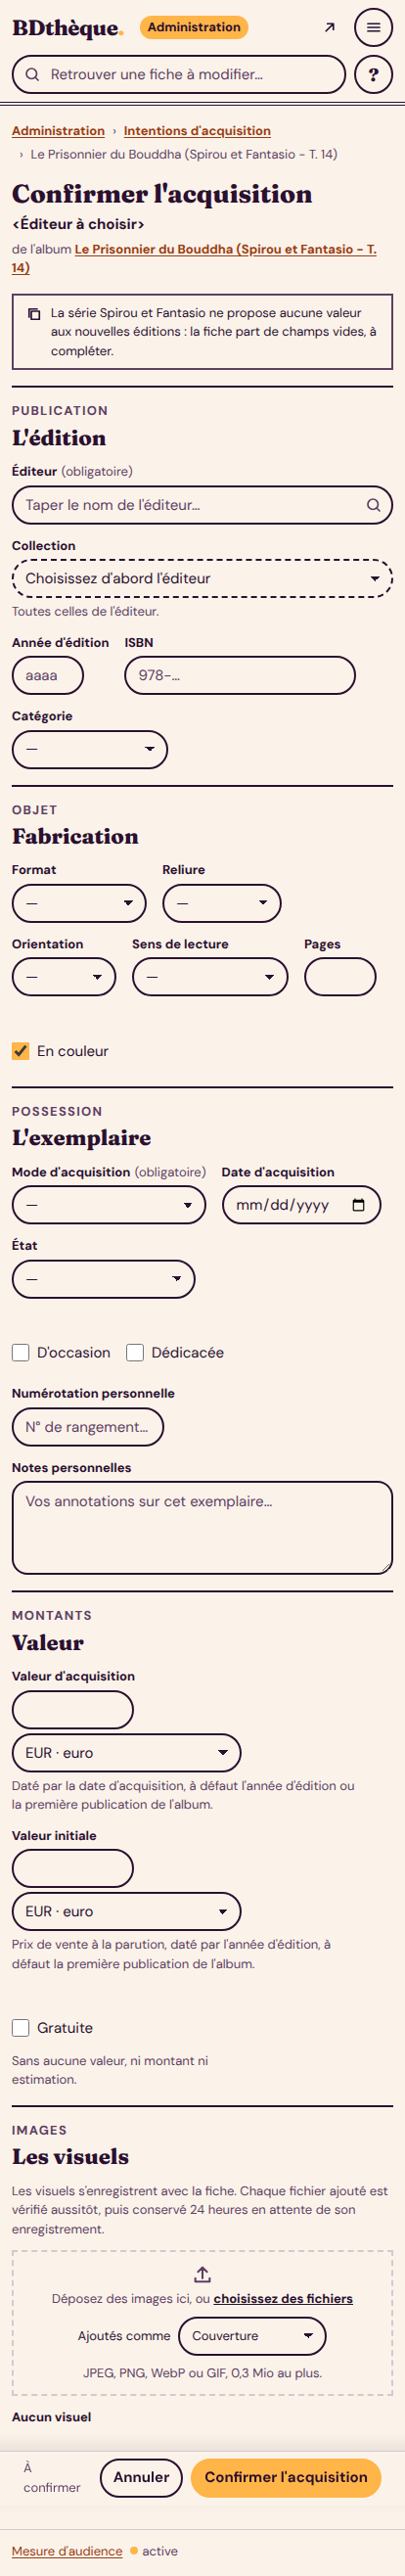 BDthèque. Administration
Retrouver une fiche à modifier… ?
Administration › Intentions d'acquisition
› Le Prisonnier du Bouddha (Spirou et Fantasio - T. 14)
Confirmer l'acquisition
<Éditeur à choisir>
de l'album Le Prisonnier du Bouddha (Spirou et Fantasio - T.
14)
La série Spirou et Fantasio ne propose aucune valeur
aux nouvelles éditions : la fiche part de champs vides, à
compléter.
PUBLICATION
L'édition
Éditeur (obligatoire)
Taper le nom de l'éditeur…
Collection
Choisissez d'abord l'éditeur
Toutes celles de l'éditeur.
Année d'édition ISBN
aaaa 978-…
Catégorie
—
OBJET
Fabrication
Format Reliure
— —
Orientation Sens de lecture Pages
— —
En couleur
POSSESSION
L'exemplaire
Mode d'acquisition (obligatoire) Date d'acquisition
— mm/dd/yyyy
État
—
D'occasion Dédicacée
Numérotation personnelle
N° de rangement…
Notes personnelles
Vos annotations sur cet exemplaire…
MONTANTS
Valeur
Valeur d'acquisition
EUR · euro
Daté par la date d'acquisition, à défaut l'année d'édition ou
la première publication de l'album.
Valeur initiale
EUR · euro
Prix de vente à la parution, daté par l'année d'édition, à
défaut la première publication de l'album.
Gratuite
Sans aucune valeur, ni montant ni
estimation.
IMAGES
Les visuels
Les visuels s'enregistrent avec la fiche. Chaque fichier ajouté est
vérifié aussitôt, puis conservé 24 heures en attente de son
enregistrement.
Déposez des images ici, ou choisissez des fichiers
Ajoutés comme Couverture
JPEG, PNG, WebP ou GIF, 0,3 Mio au plus.
Aucun visuel
À
confirmer
Annuler Confirmer l'acquisition
Mesure d'audience active